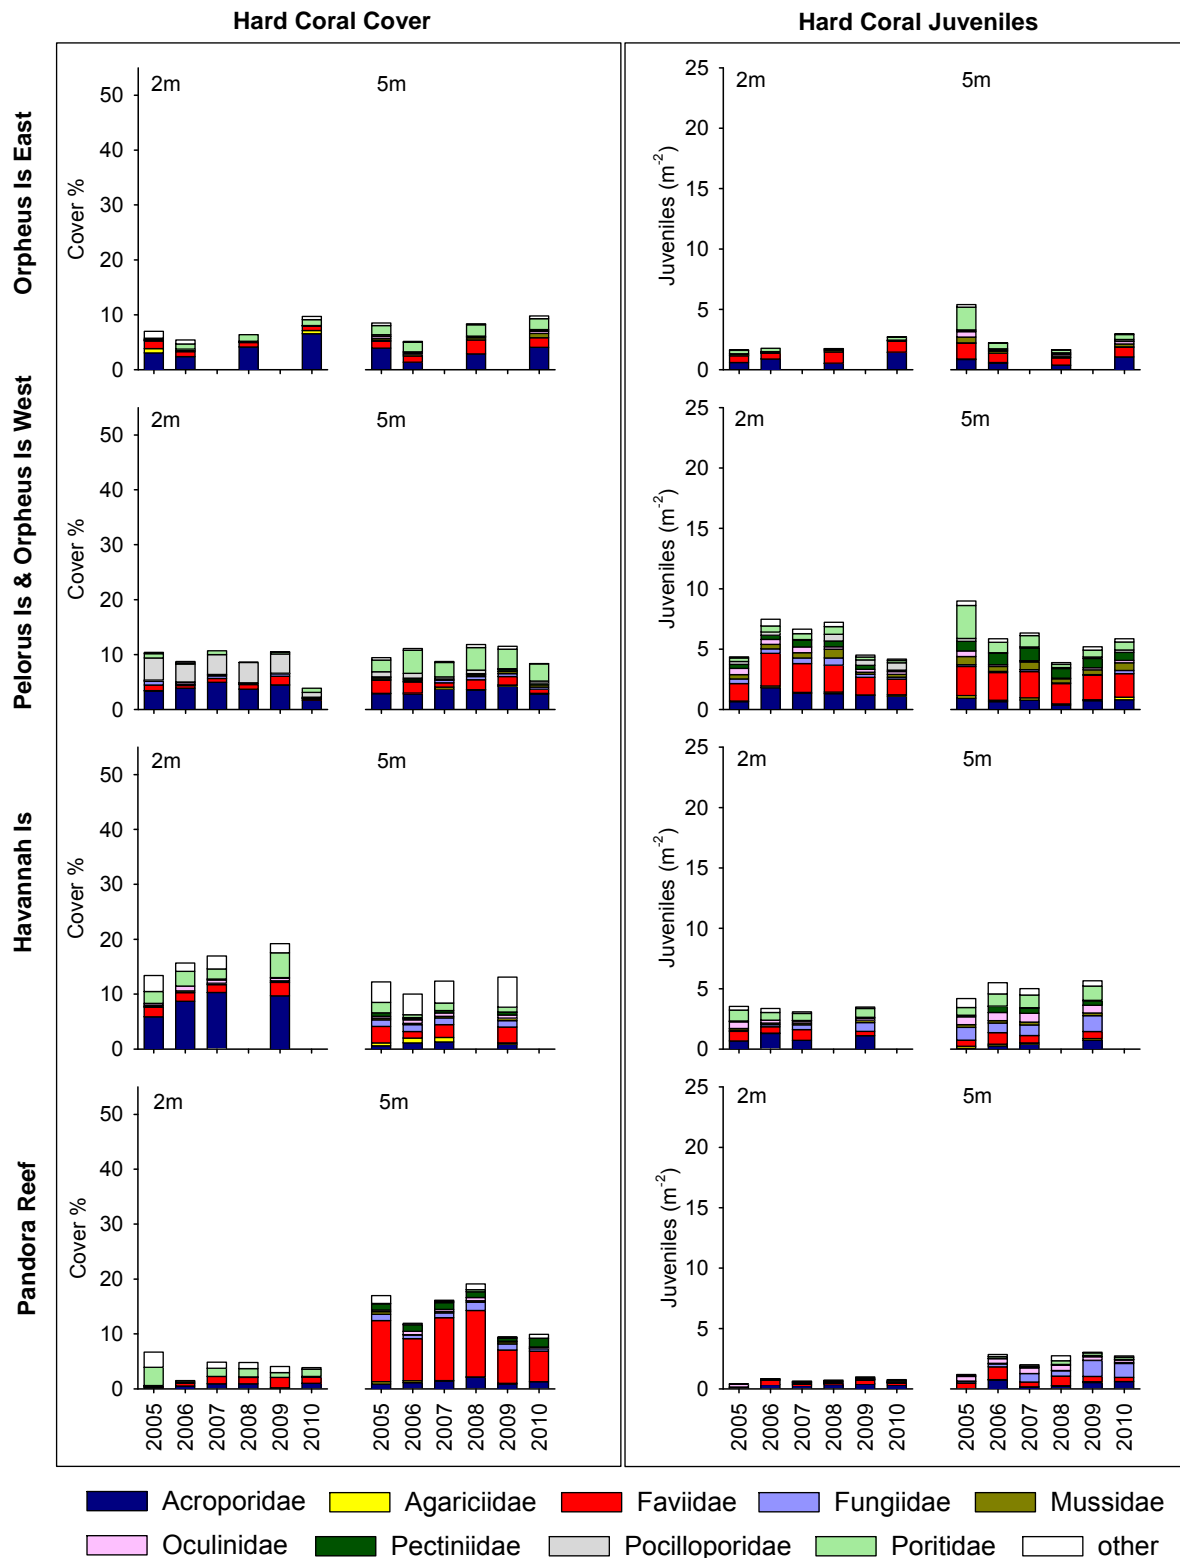 Hard Coral Cover
Hard Coral Juveniles
Orpheus Is East
Cover %
50
40
30
20
10
0
2m
5m
Juveniles (m-2)
25
20
15
10
5
0
2m
5m
Pelorus Is & Orpheus Is West
Cover %
50
40
30
20
10
0
2m
5m
Juveniles (m-2)
25
20
15
10
5
0
2m
5m
Havannah Is
Cover %
50
40
30
20
10
0
2m
5m
Juveniles (m-2)
25
20
15
10
5
0
2m
5m
Pandora Reef
Cover %
50
40
30
20
10
0
2m
5m
Juveniles (m-2)
25
20
15
10
5
0
2m
5m
2005 2006 2007 2008 2009 2010 2005 2006 2007 2008 2009 2010
2005 2006 2007 2008 2009 2010 2005 2006 2007 2008 2009 2010
Acroporidae Agariciidae Faviidae Fungiidae Mussidae
Oculinidae Pectiniidae Pocilloporidae Poritidae other